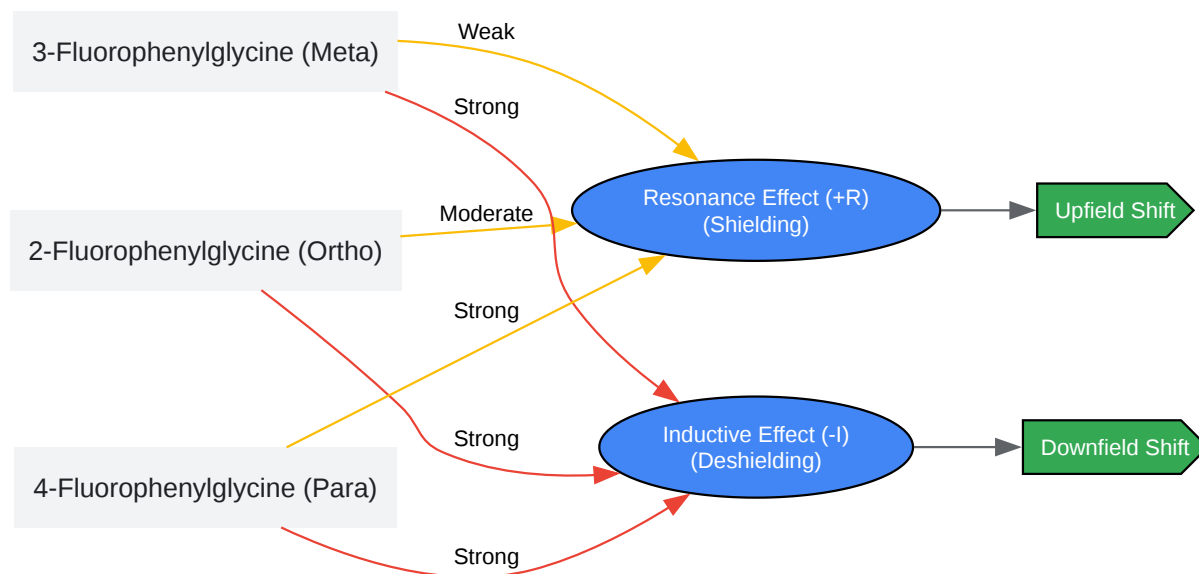 3-Fluorophenylglycine (Meta)
Weak
Strong
Resonance Effect (+R)
(Shielding)
Upfield Shift
2-Fluorophenylglycine (Ortho)
Moderate
Strong
Strong
Inductive Effect (-I)
(Deshielding)
Downfield Shift
4-Fluorophenylglycine (Para)
Strong